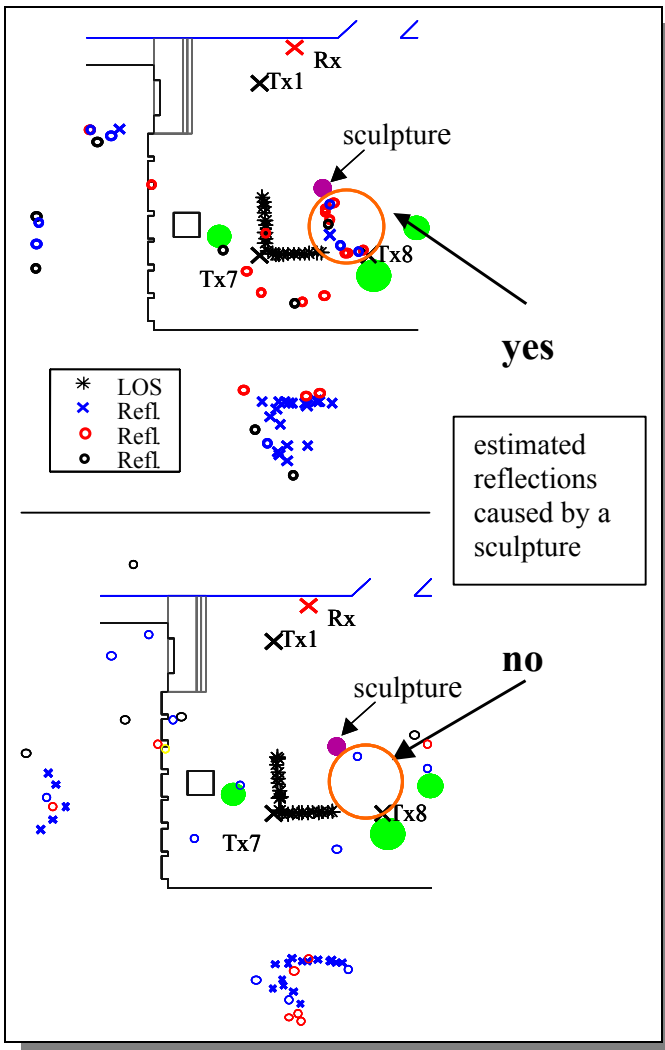 Rx
Tx1
sculpture
Tx8
Tx7
yes
LOS
Refl.
Refl.
Refl.
estimated
reflections
caused by a
sculpture
Rx
Tx1
no
sculpture
Tx8
Tx7